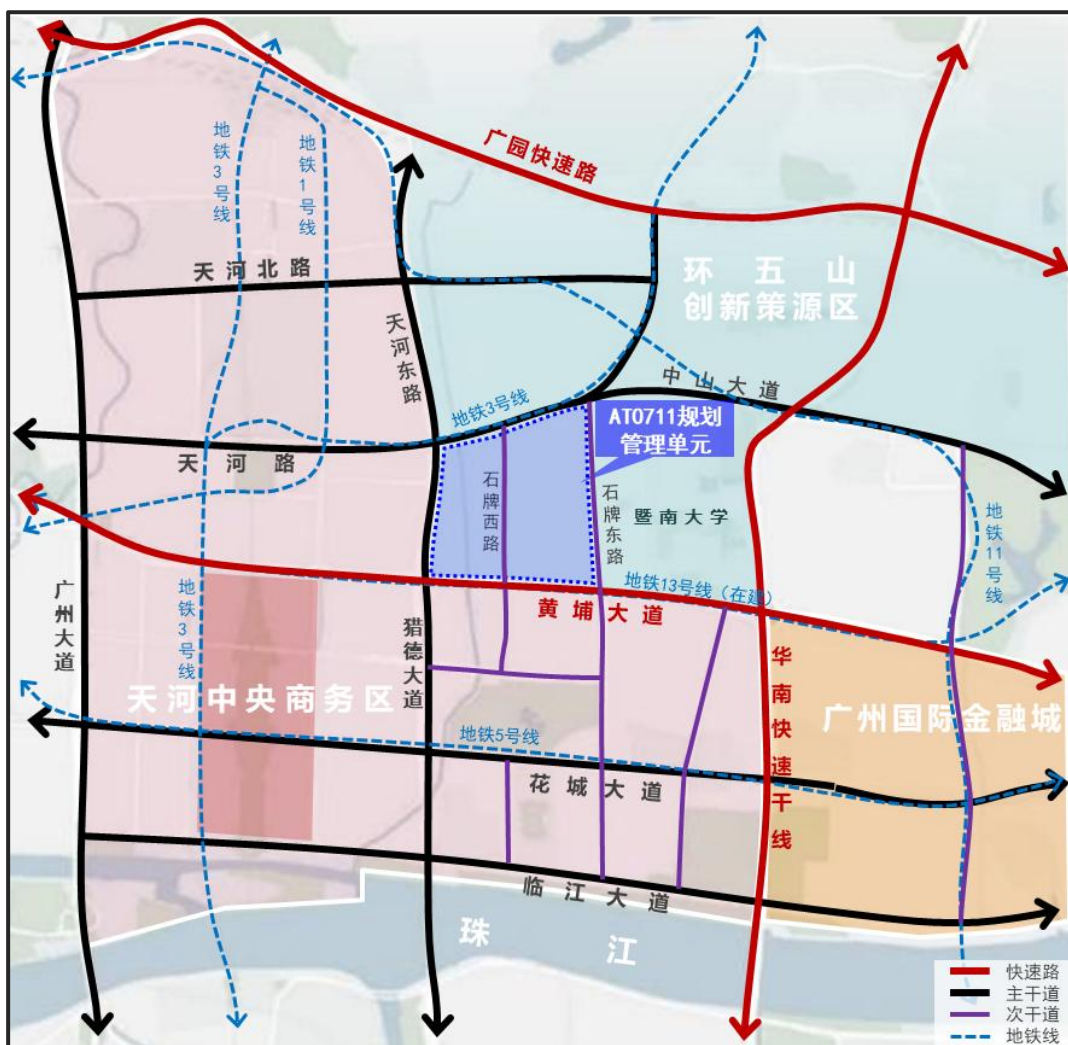 广园快速路
地铁3号线
地铁1号线
天河北路
环五山
创新策源区
天河东路
中山大道
地铁3号线
AT0711规划
管理单元
天河路
石牌西路
石牌东路
暨南大学
地铁11号线
地铁13号线（在建）
黄埔大道
广州大道
地铁3号线
猎德大道
华南快速干线
天河中央商务区
广州国际金融城
地铁5号线
花城大道
临江大道
珠江
快速路
主干道
次干道
地铁线